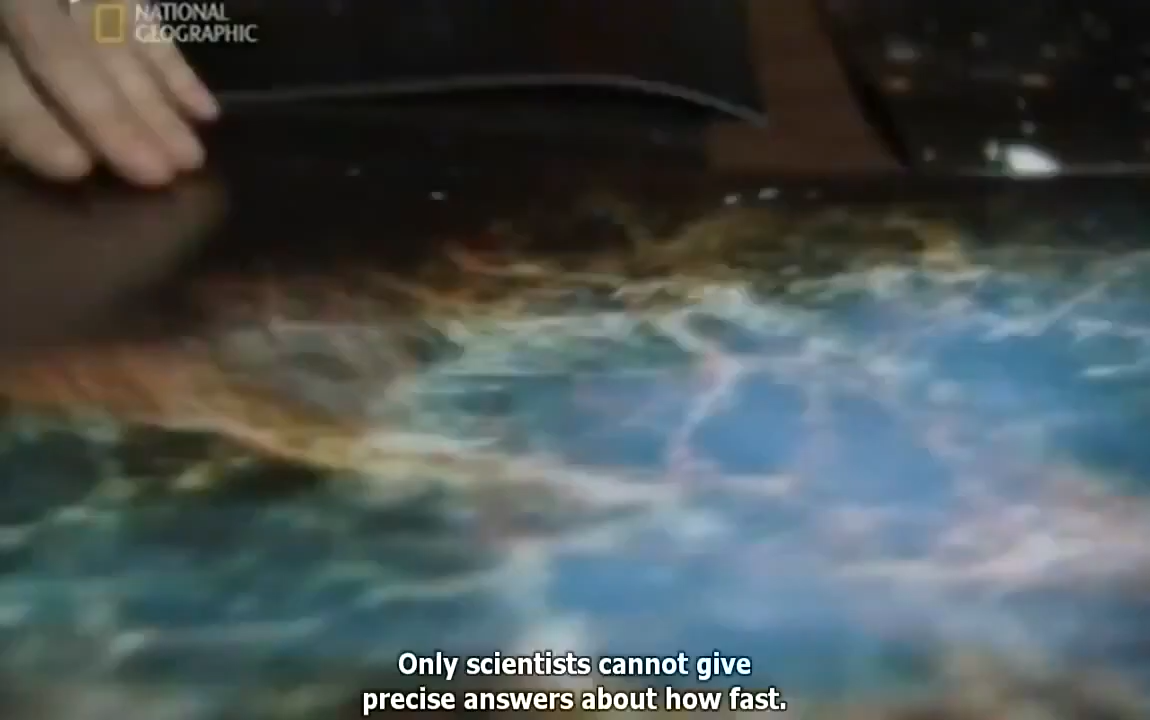 NATIONAL
GEOGRAPHIC
Only scientists cannot give
precise answers about how fast.